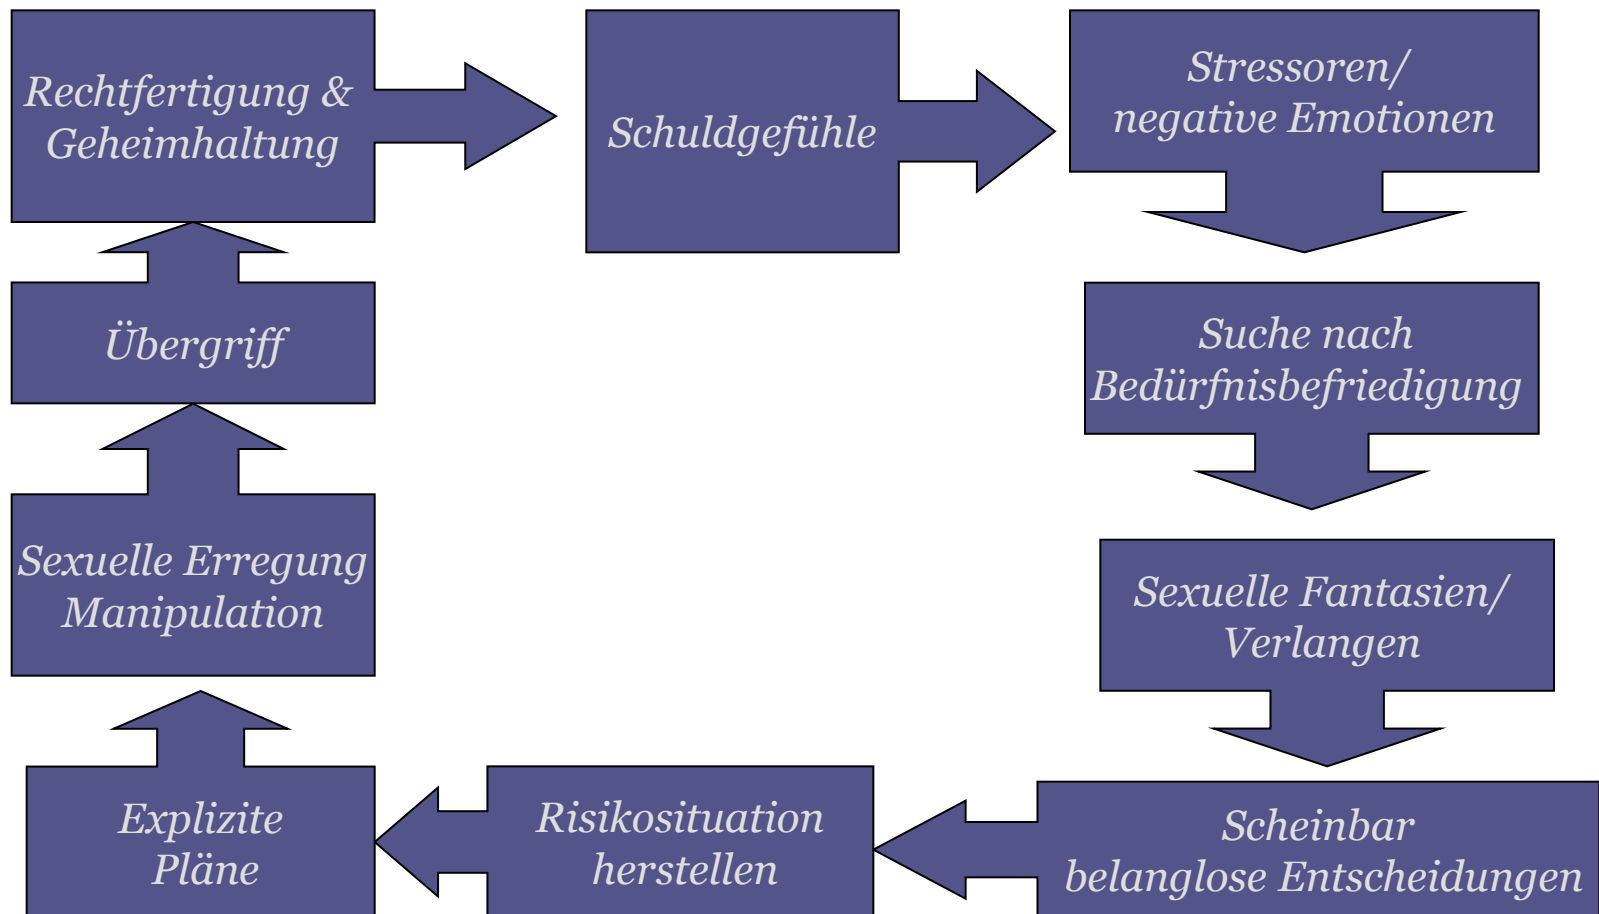 Rechtfertigung &
Geheimhaltung
Schuldgefühle
Stressoren/
negative Emotionen
Suche nach
Bedürfnisbefriedigung
Sexuelle Fantasien/
Verlangen
Scheinbar
belanglose Entscheidungen
Risikosituation
herstellen
Explizite
Pläne
Sexuelle Erregung
Manipulation
Übergriff